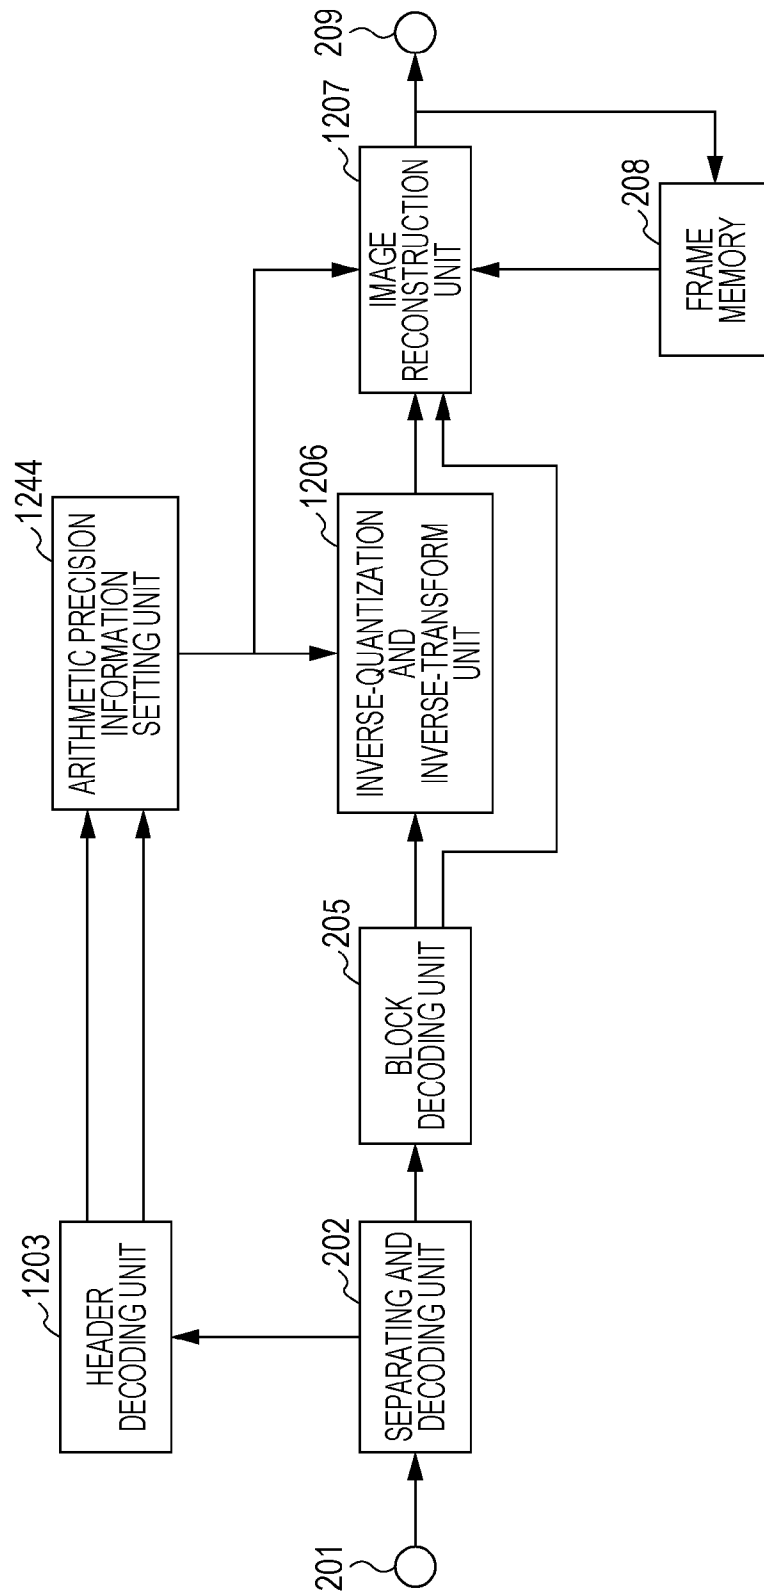 201
SEPARATING AND
DECODING UNIT
202
HEADER
DECODING UNIT
1203
BLOCK
DECODING UNIT
205
ARITHMETIC PRECISION
INFORMATION
SETTING UNIT
1244
INVERSE-QUANTIZATION
AND
INVERSE-TRANSFORM
UNIT
1206
IMAGE
RECONSTRUCTION
UNIT
1207
FRAME
MEMORY
208
209